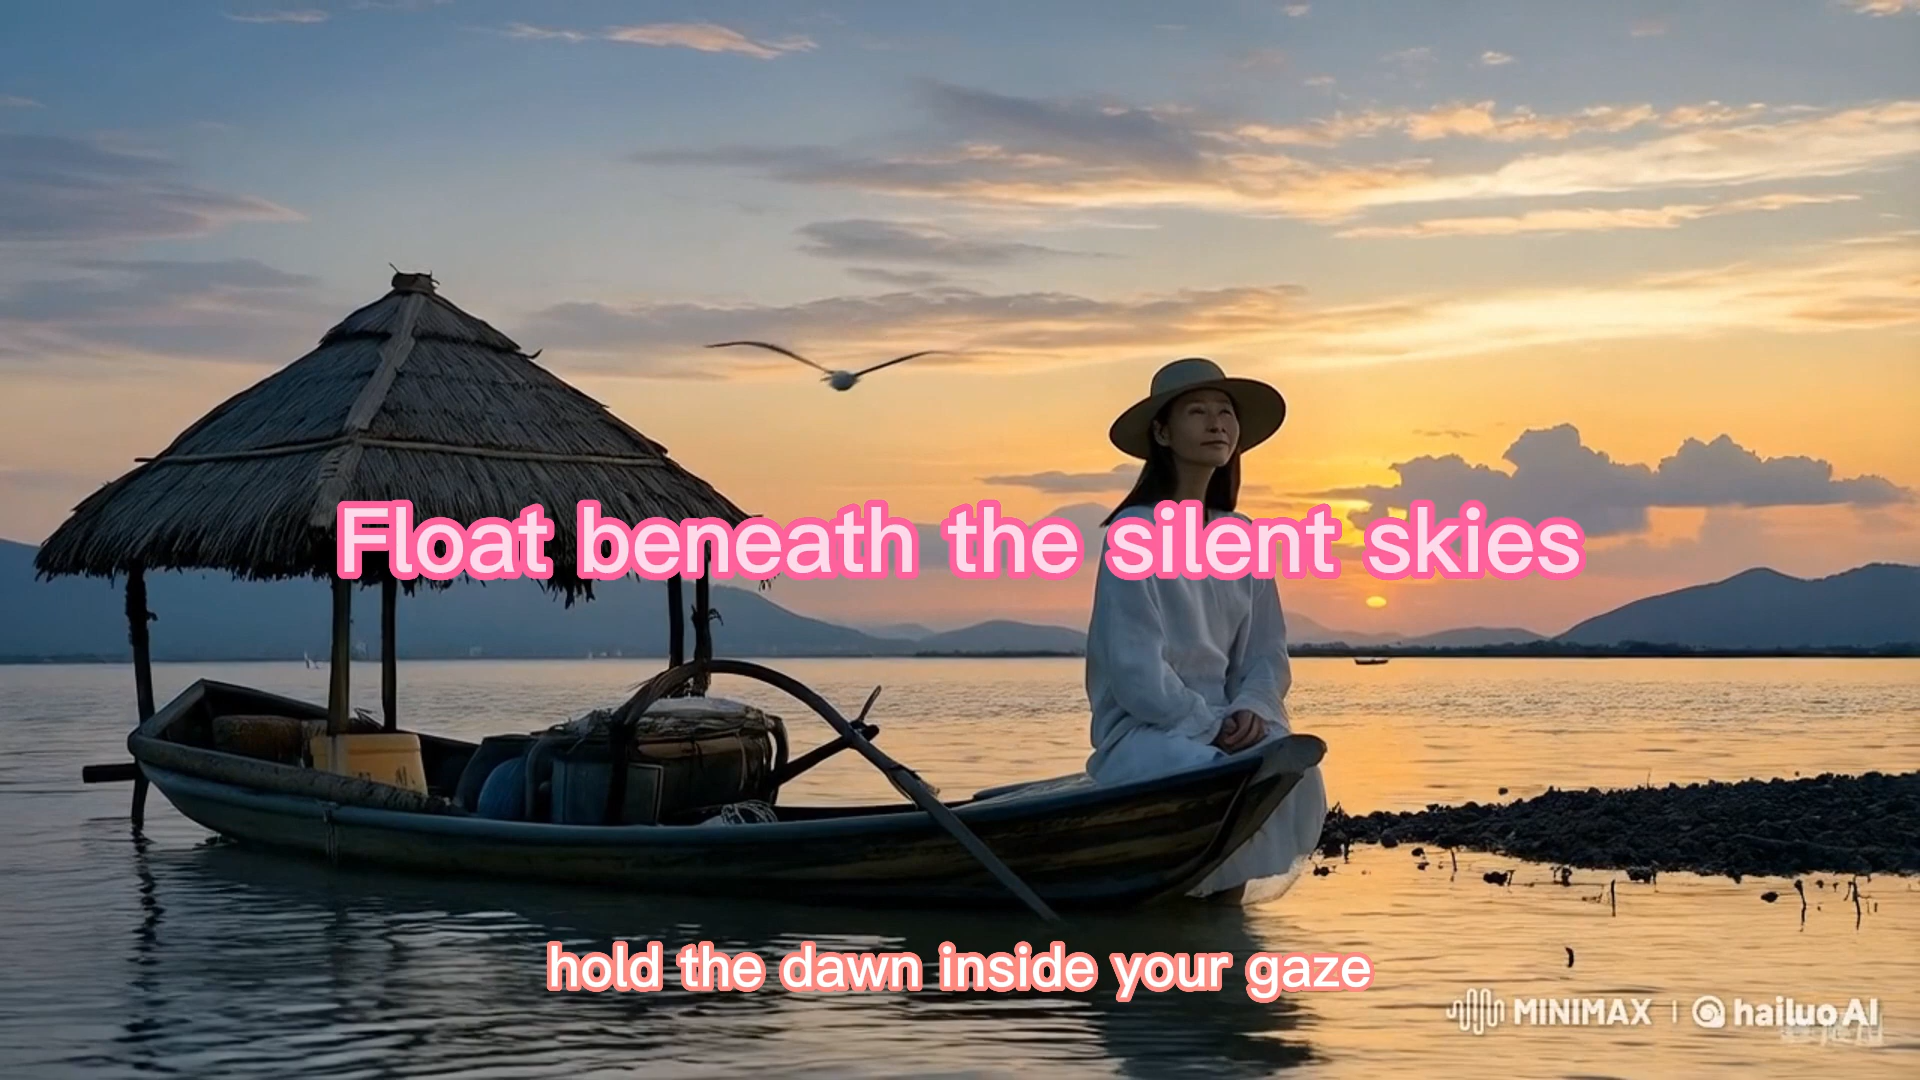 Float beneath the silent skies
hold the dawn inside your gaze
MINIMAX | hailuo AI